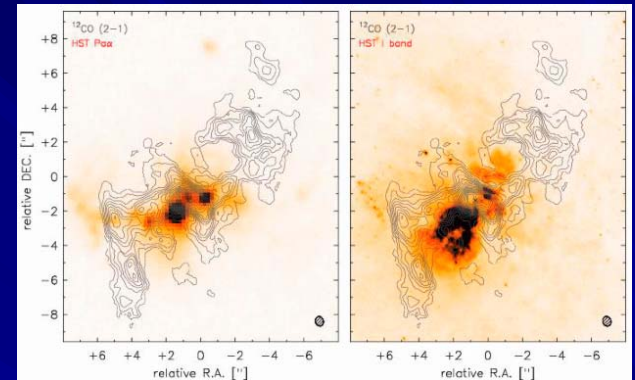 ¹²CO (2-1)
HST Paα
¹²CO (2-1)
HST I band
relative DEC. ["]
+8
+6
+4
+2
0
-2
-4
-6
-8
+6 +4 +2 0 -2 -4 -6
+6 +4 +2 0 -2 -4 -6
relative R.A. ["]
relative R.A. ["]